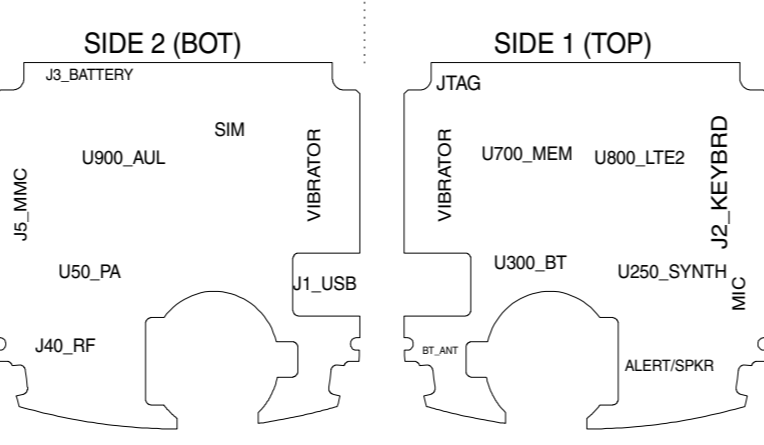 SIDE 2 (BOT)
J3_BATTERY
SIM
U900_AUL
VIBRATOR
J5_MMC
U50_PA
J1_USB
J40_RF
SIDE 1 (TOP)
JTAG
VIBRATOR
U700_MEM
U800_LTE2
J2_KEYBRD
U300_BT
U250_SYNTH
MIC
BT_ANT
ALERT/SPKR